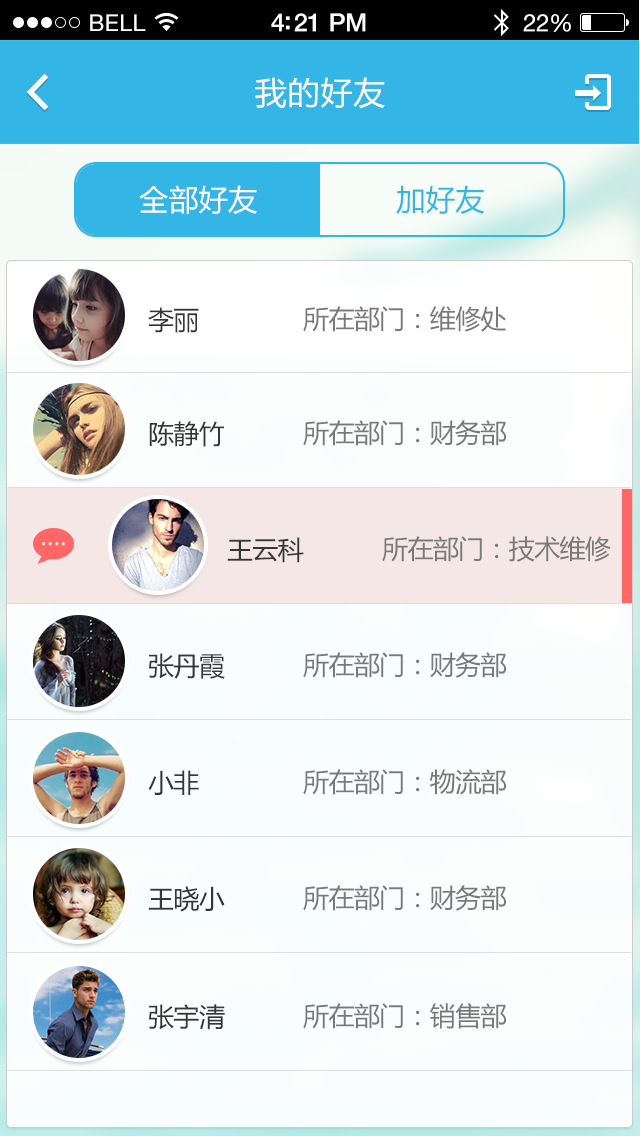 BELL 4:21 PM 22%
我的好友
全部好友 加好友
李丽 所在部门：维修处
陈静竹 所在部门：财务部
王云科 所在部门：技术维修
张丹霞 所在部门：财务部
小非 所在部门：物流部
王晓小 所在部门：财务部
张宇清 所在部门：销售部